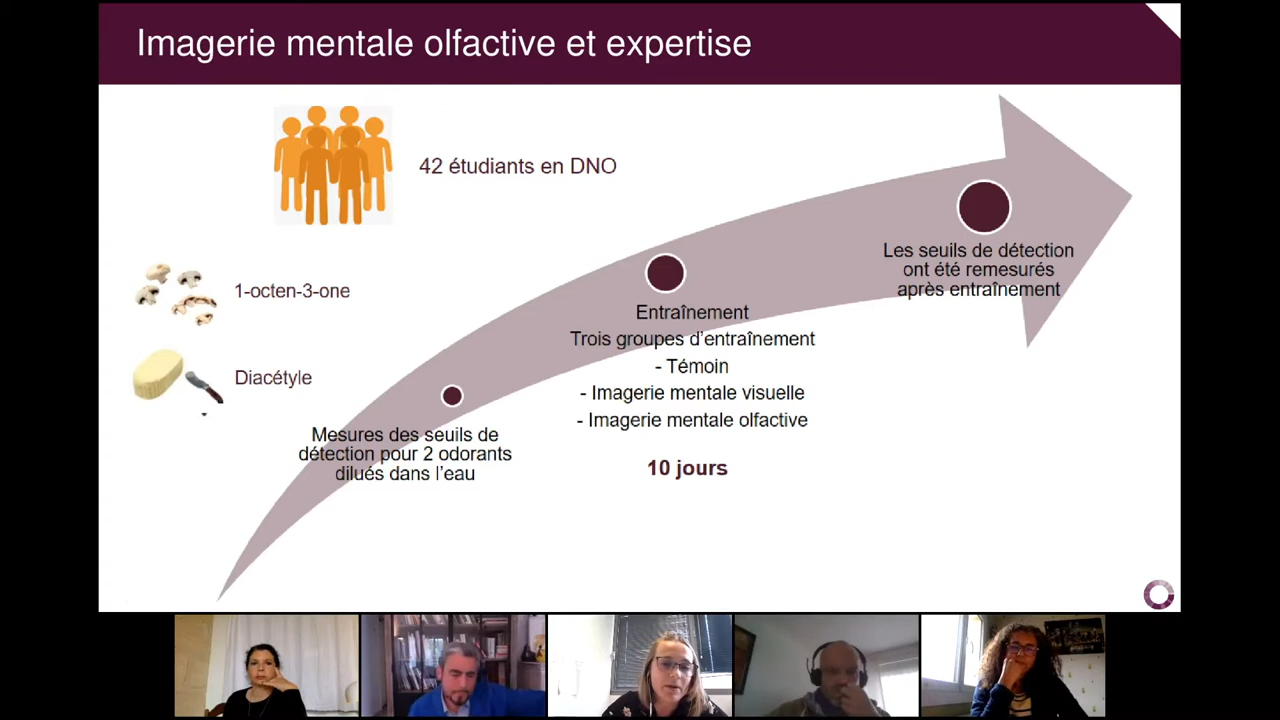 Imagerie mentale olfactive et expertise
42 étudiants en DNO
1-octen-3-one
Diacétyle
Mesures des seuils de
détection pour 2 odorants
dilués dans l'eau
Entraînement
Trois groupes d'entraînement
- Témoin
- Imagerie mentale visuelle
- Imagerie mentale olfactive
10 jours
Les seuils de détection
ont été remesurés
après entraînement